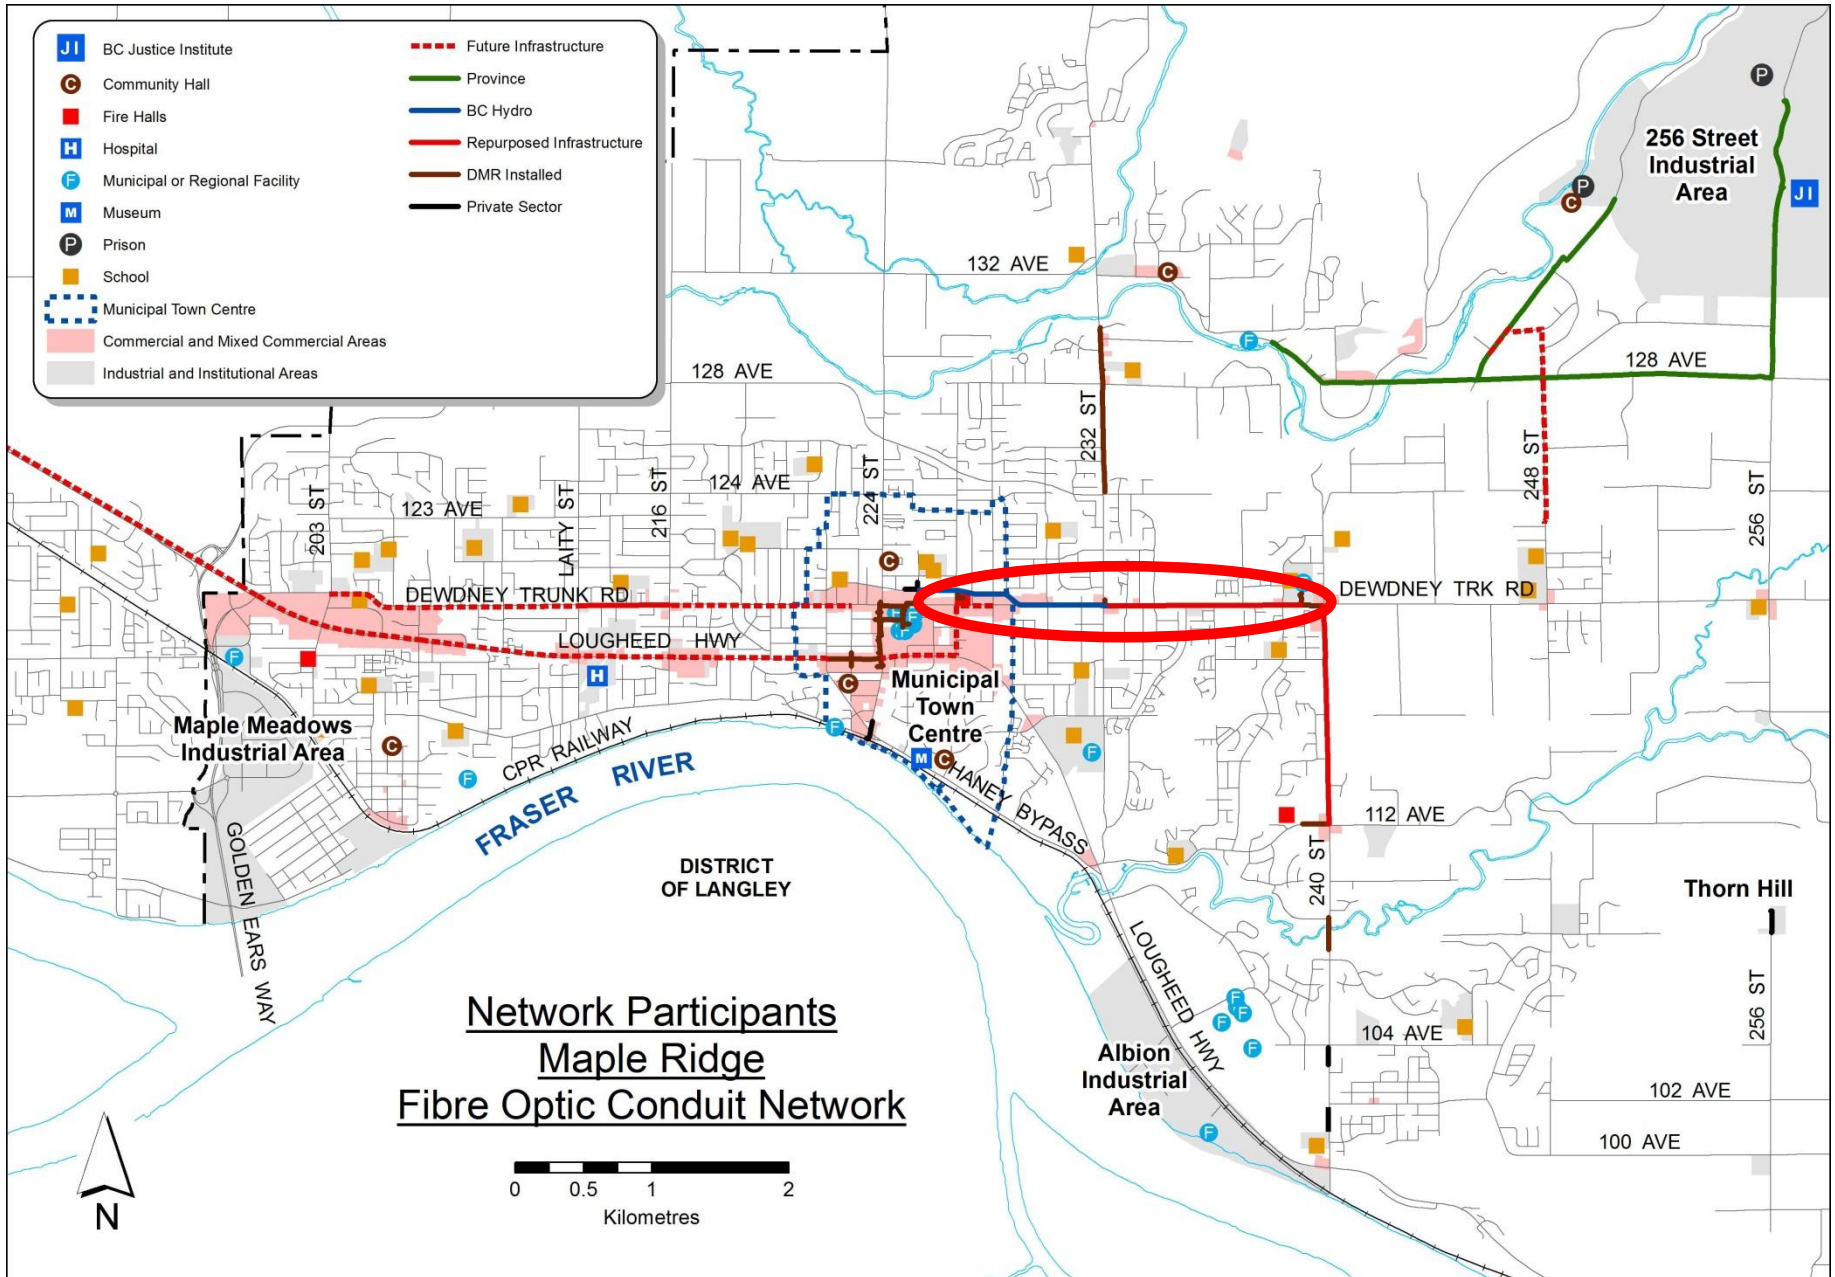 JI BC Justice Institute
C Community Hall
Fire Halls
H Hospital
F Municipal or Regional Facility
M Museum
P Prison
School
Municipal Town Centre
Commercial and Mixed Commercial Areas
Industrial and Institutional Areas
Future Infrastructure
Province
BC Hydro
Repurposed Infrastructure
DMR Installed
Private Sector
P
256 Street
Industrial
Area
JI
P
C
132 AVE
C
F
128 AVE
128 AVE
232 ST
248 ST
256 ST
203 ST
123 AVE
LAITY ST
216 ST
124 AVE
224 ST
C
F
DEWDNEY TRUNK RD
DEWDNEY TRK RD
F
F
F
LOUGHEED HWY
F
H
C
Municipal
Town
Centre
Maple Meadows
Industrial Area
C
F
CPR RAILWAY
FRASER RIVER
F
M
C
F
HANEY BYPASS
112 AVE
240 ST
GOLDEN EARS WAY
DISTRICT
OF LANGLEY
Thorn Hill
256 ST
LOUGHEED HWY
F
F
F
F
104 AVE
Albion
Industrial
Area
102 AVE
F
100 AVE
Network Participants
Maple Ridge
Fibre Optic Conduit Network
0 0.5 1 2
Kilometres
N